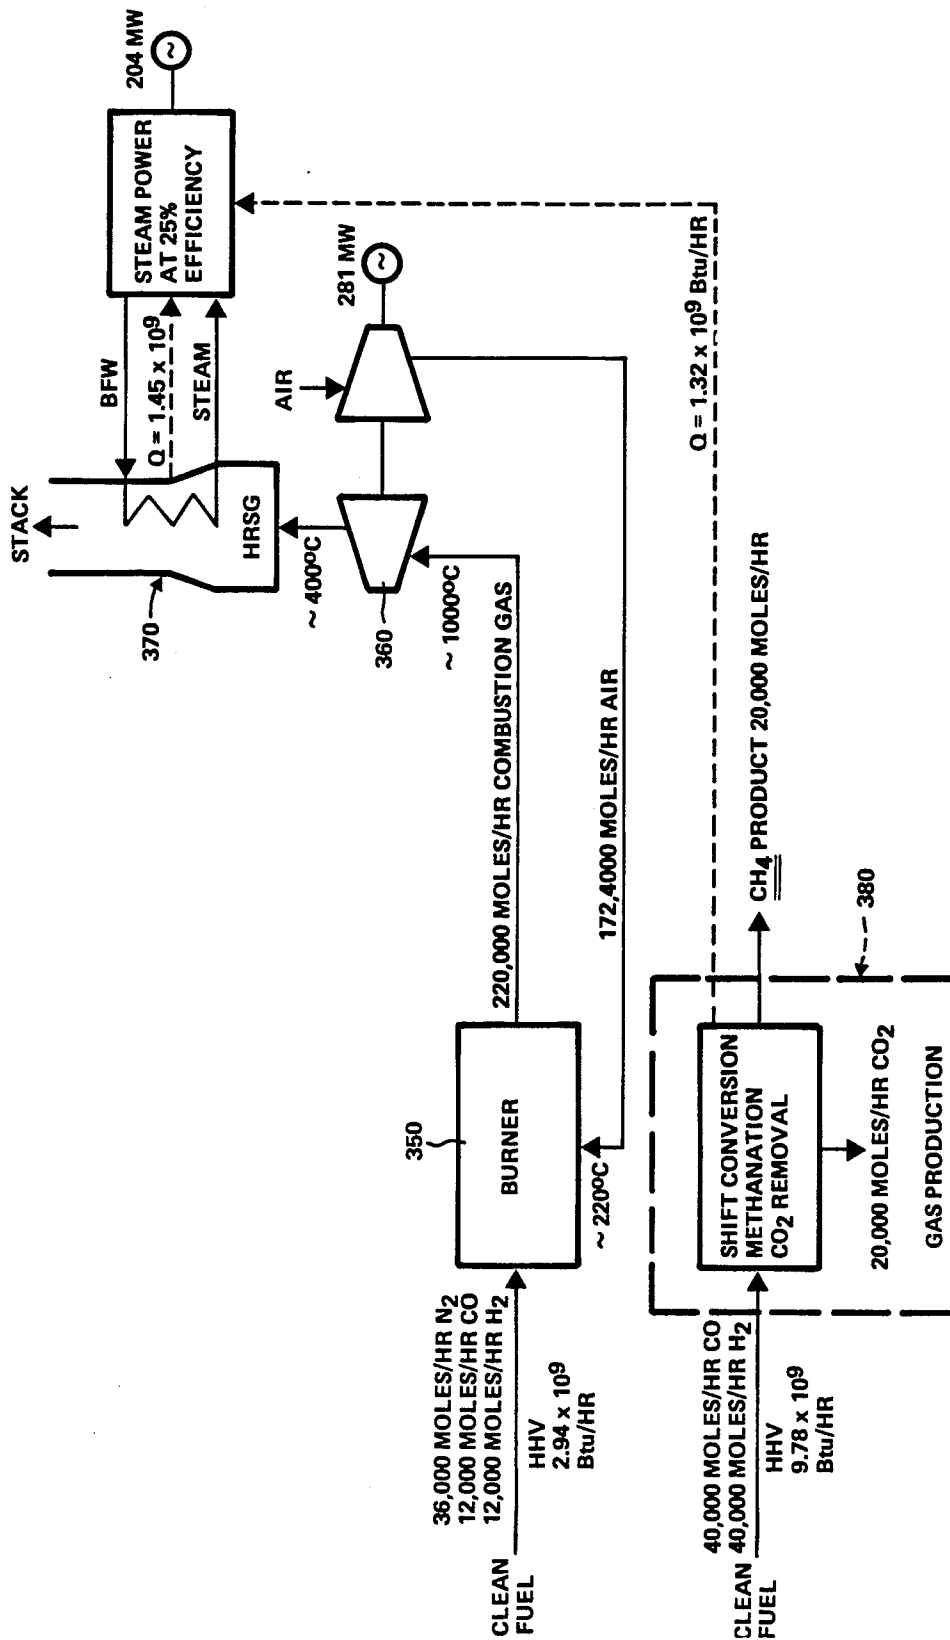 CLEAN
FUEL
36,000 MOLES/HR N2
12,000 MOLES/HR CO
12,000 MOLES/HR H2
HHV
2.94 x 10⁹
Btu/HR
350
BURNER
~ 220°C
220,000 MOLES/HR COMBUSTION GAS
172,4000 MOLES/HR AIR
~ 1000°C
360
~ 400°C
370
STACK
HRSG
BFW
Q = 1.45 x 10⁹
STEAM
STEAM POWER
AT 25%
EFFICIENCY
204 MW
AIR
281 MW
~
~
Q = 1.32 x 10⁹ Btu/HR
CLEAN
FUEL
40,000 MOLES/HR CO
40,000 MOLES/HR H2
HHV
9.78 x 10⁹
Btu/HR
SHIFT CONVERSION
METHANATION
CO2 REMOVAL
CH4 PRODUCT 20,000 MOLES/HR
380
20,000 MOLES/HR CO2
GAS PRODUCTION